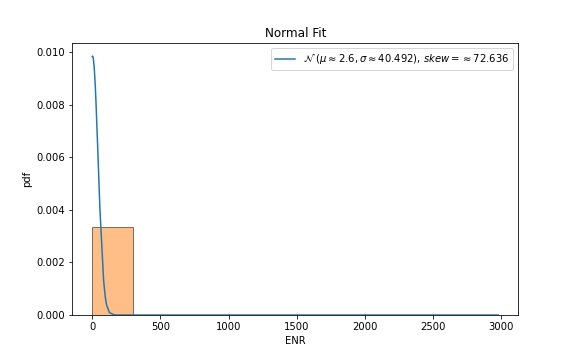 Normal Fit
𝒩 (μ ≈ 2.6, σ ≈ 40.492), skew = ≈ 72.636
pdf
0.010
0.008
0.006
0.004
0.002
0.000
0 500 1000 1500 2000 2500 3000
ENR